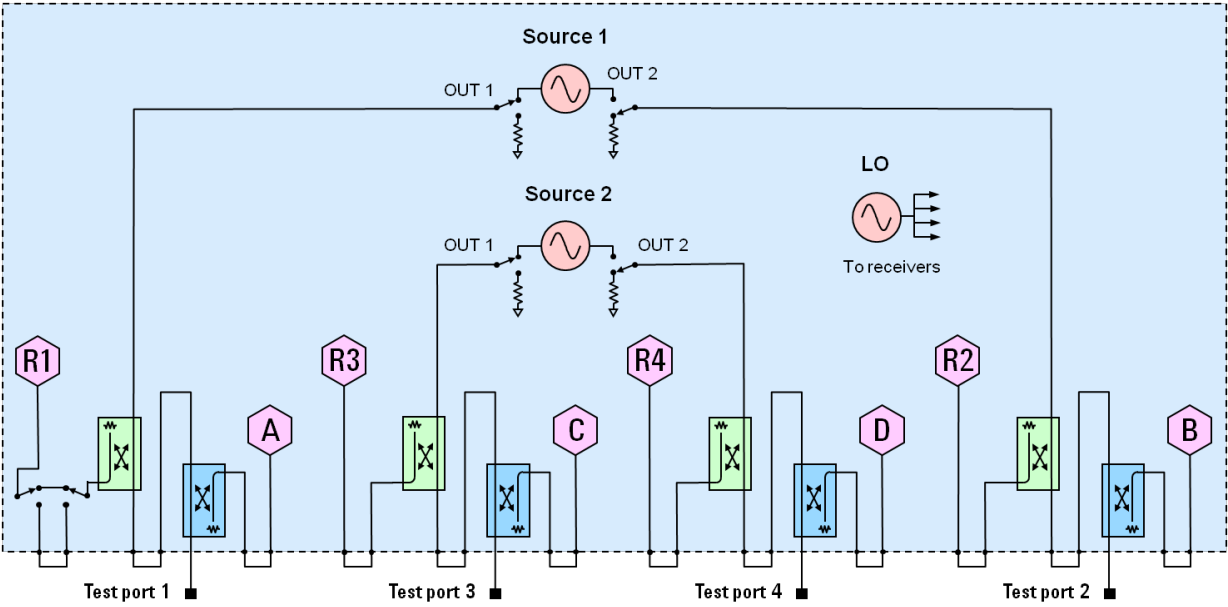 Source 1
OUT 1
OUT 2
Source 2
OUT 1
OUT 2
LO
To receivers
R1
R3
R4
R2
A
C
D
B
Test port 1
Test port 3
Test port 4
Test port 2